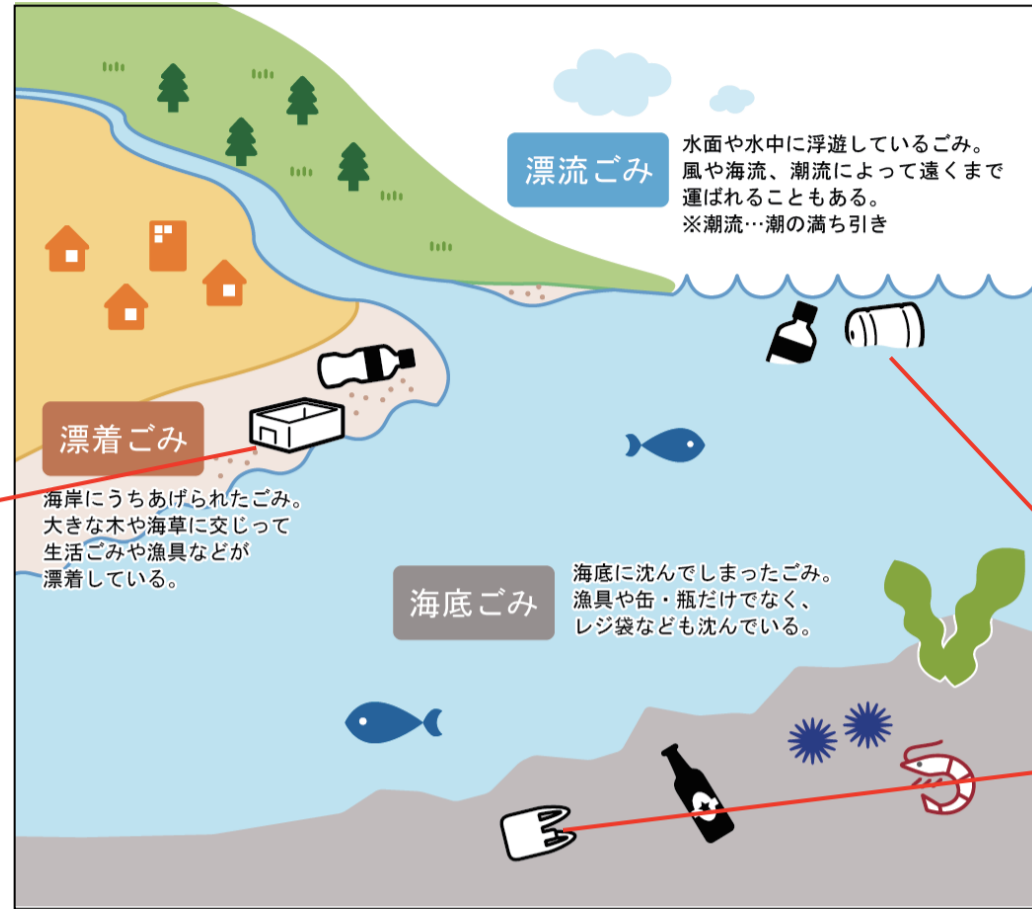 漂流ごみ
水面や水中に浮遊しているごみ。
風や海流、潮流によって遠くまで
運ばれることもある。
※潮流…潮の満ち引き
漂着ごみ
海岸にうちあげられたごみ。
大きな木や海草に交じって
生活ごみや漁具などが
漂着している。
海底ごみ
海底に沈んでしまったごみ。
漁具や缶・瓶だけでなく、
レジ袋なども沈んでいる。